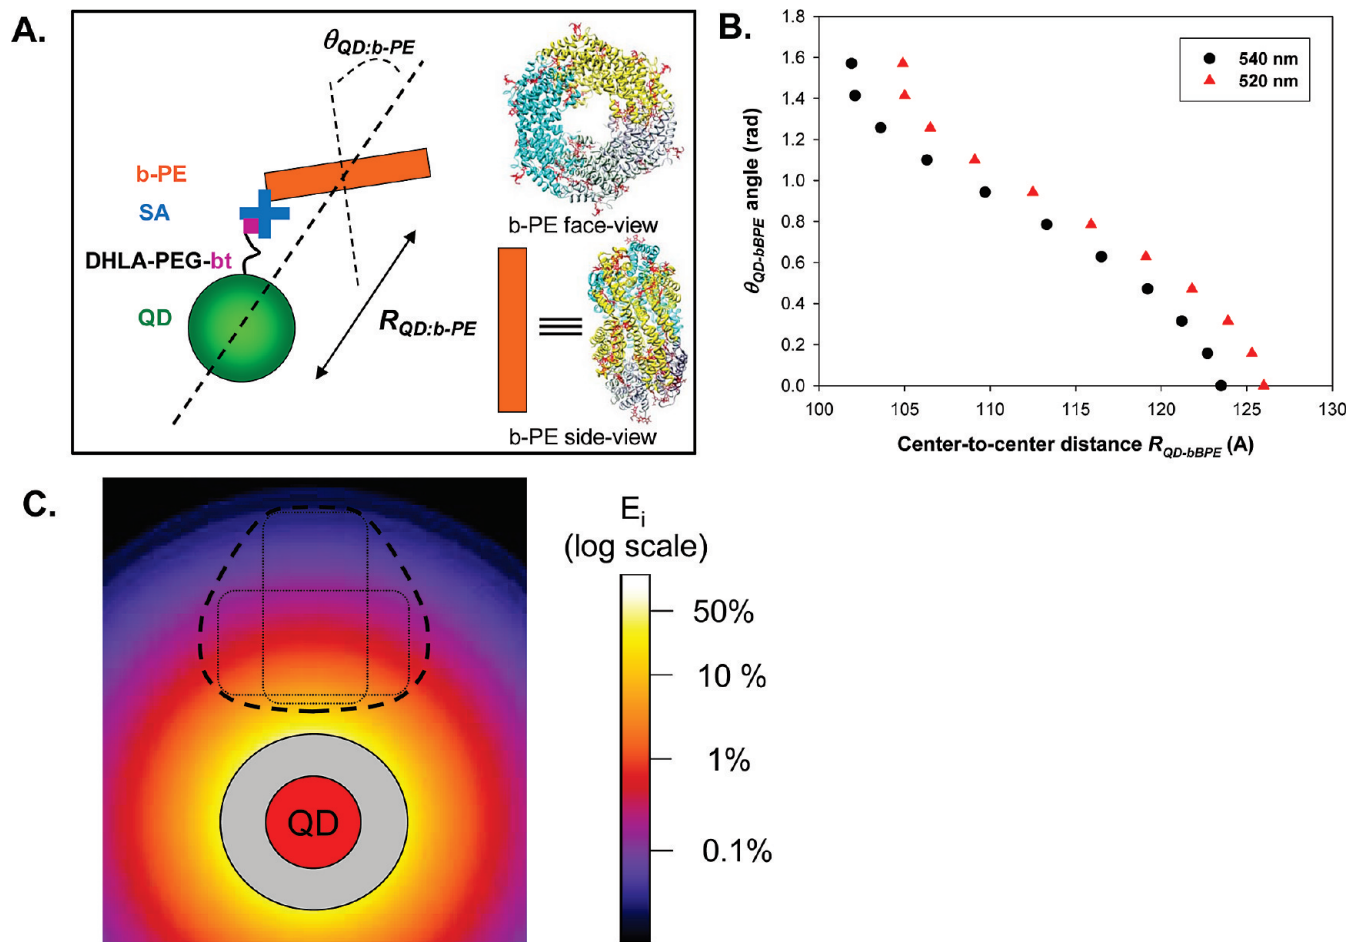 A.
θQD:b-PE
b-PE
SA
DHLA-PEG-bt
QD
RQD:b-PE
b-PE face-view
b-PE side-view
B.
1.8
1.6
1.4
1.2
1.0
0.8
0.6
0.4
0.2
0.0
θQD-bBPE angle (rad)
540 nm
520 nm
100 105 110 115 120 125 130
Center-to-center distance RQD-bBPE (A)
C.
QD
Ei
(log scale)
50%
10 %
1%
0.1%